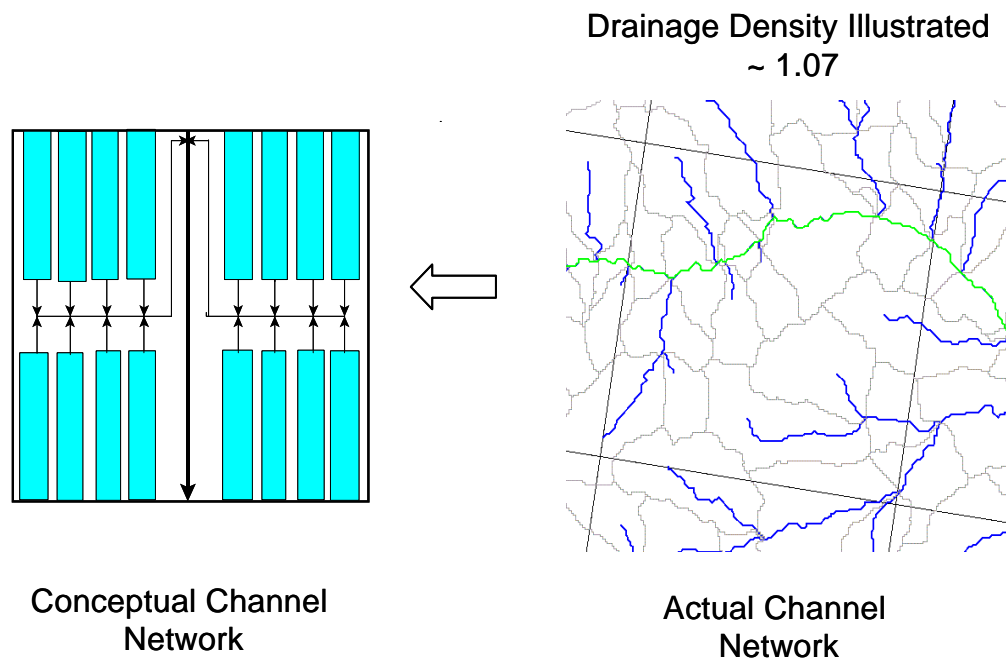 Drainage Density Illustrated
~ 1.07
Conceptual Channel
Network
Actual Channel
Network